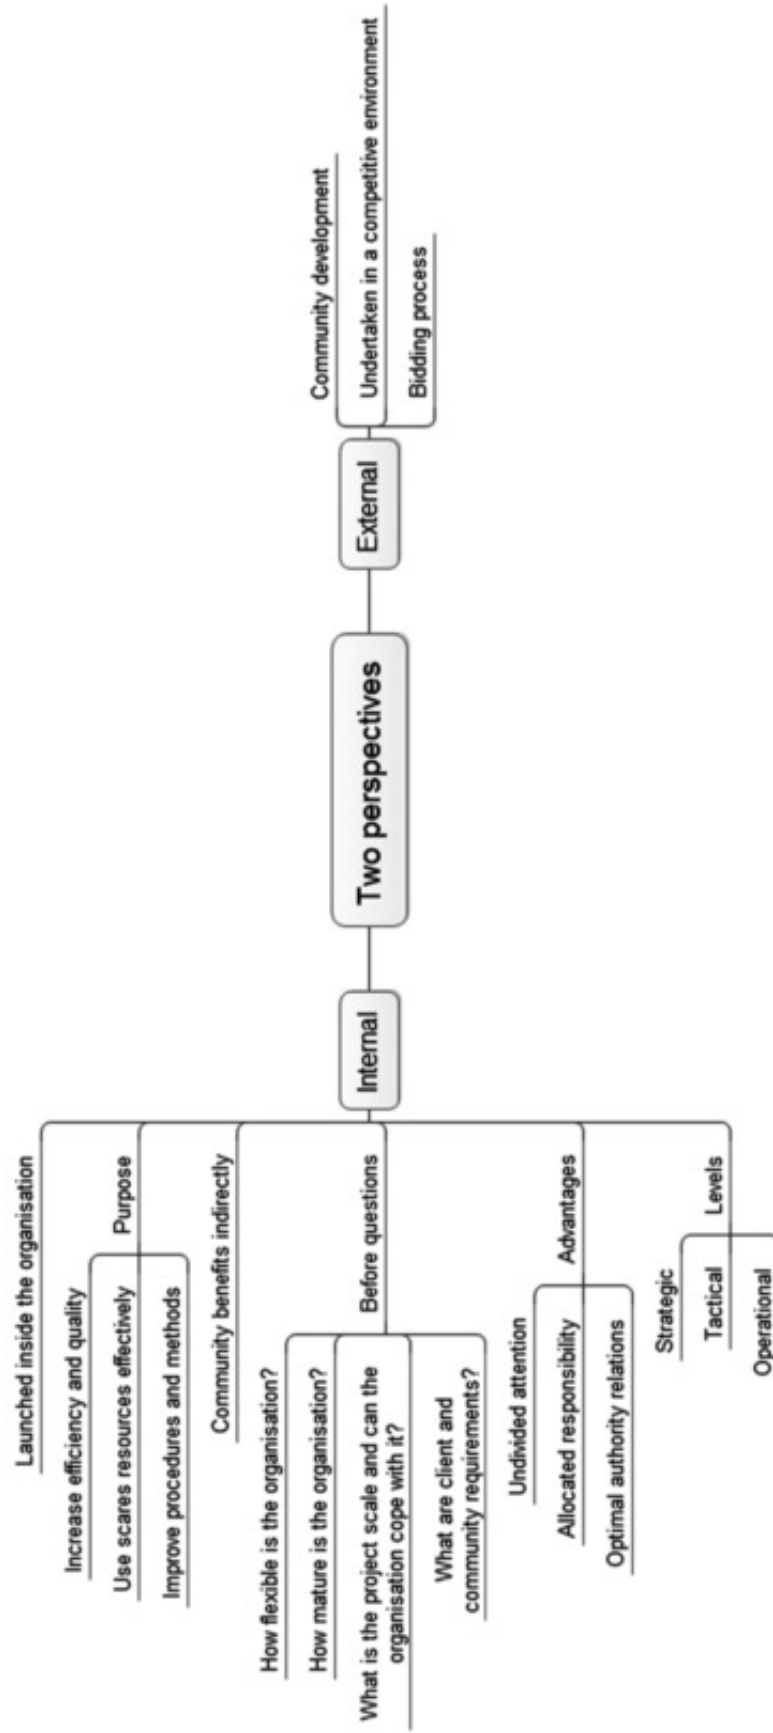 Launched inside the organisation
Increase efficiency and quality
Use scares resources effectively
Improve procedures and methods
Purpose
Community benefits indirectly
How flexible is the organisation?
How mature is the organisation?
What is the project scale and can the
organisation cope with it?
What are client and
community requirements?
Before questions
Undivided attention
Allocated responsibility
Optimal authority relations
Advantages
Strategic
Tactical
Operational
Levels
Internal
Two perspectives
External
Community development
Undertaken in a competitive environment
Bidding process